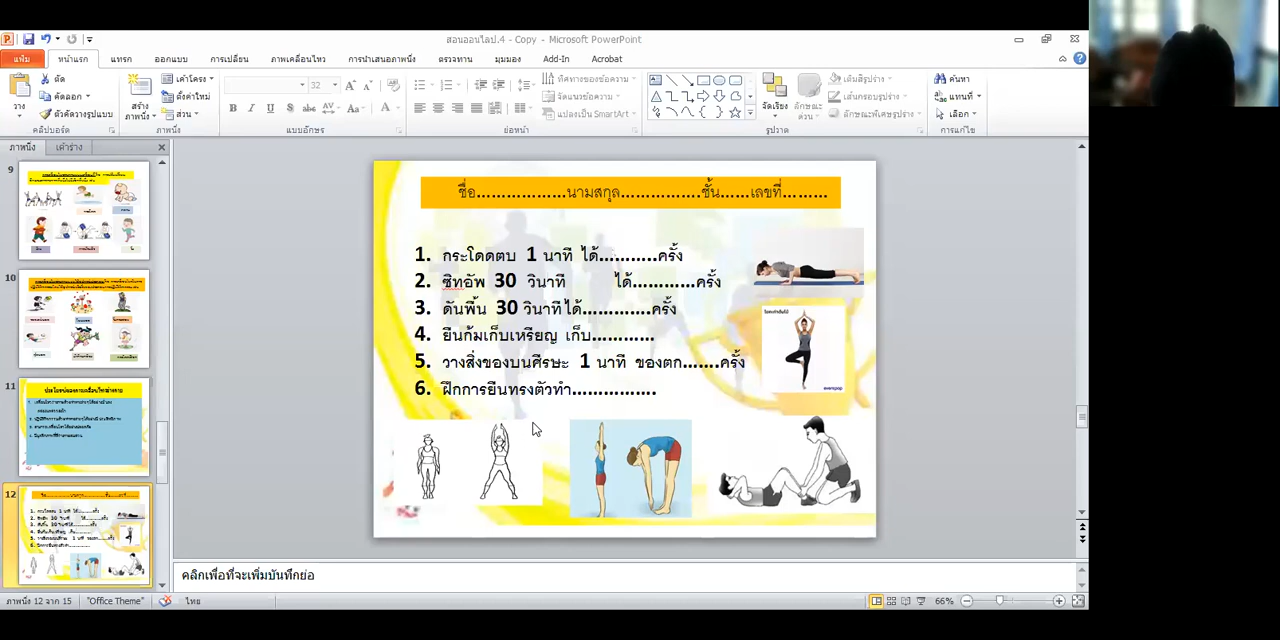 สอนออนไลป.4 - Copy - Microsoft PowerPoint
แฟ้ม หน้าแรก แทรก ออกแบบ การเปลี่ยน ภาพเคลื่อนไหว การนำเสนอภาพนิ่ง ตรวจทาน มุมมอง Add-In Acrobat
วาง
ตัด
คัดลอก
ตัวคัดวางรูปแบบ
คลิปบอร์ด
สร้างภาพนิ่ง
เค้าโครง
ตั้งค่าใหม่
ส่วน
ภาพนิ่ง
32
B I U S abc AV Aa A
แบบอักษร
ทิศทางของข้อความ
จัดแนวข้อความ
แปลงเป็น SmartArt
ย่อหน้า
จัดเรียง
ลักษณะด่วน
เติมสีรูปร่าง
เส้นกรอบรูปร่าง
ลักษณะพิเศษรูปร่าง
รูปวาด
ค้นหา
แทนที่
เลือก
การแก้ไข
ภาพนิ่ง เค้าร่าง
9
10
11
12
ชื่อ..................นามสกุล...............ชั้น......เลขที่.........
1. กระโดดตบ 1 นาที ได้...........ครั้ง
2. ซิทอัพ 30 วินาที ได้............ครั้ง
3. ดันพื้น 30 วินาทีได้.............ครั้ง
4. ยืนก้มเก็บเหรียญ เก็บ............
5. วางสิ่งของบนศีรษะ 1 นาที ของตก.......ครั้ง
6. ฝึกการยืนทรงตัวทำ................
คลิกเพื่อที่จะเพิ่มบันทึกย่อ
ภาพนิ่ง 12 จาก 15 "Office Theme" ไทย 66%